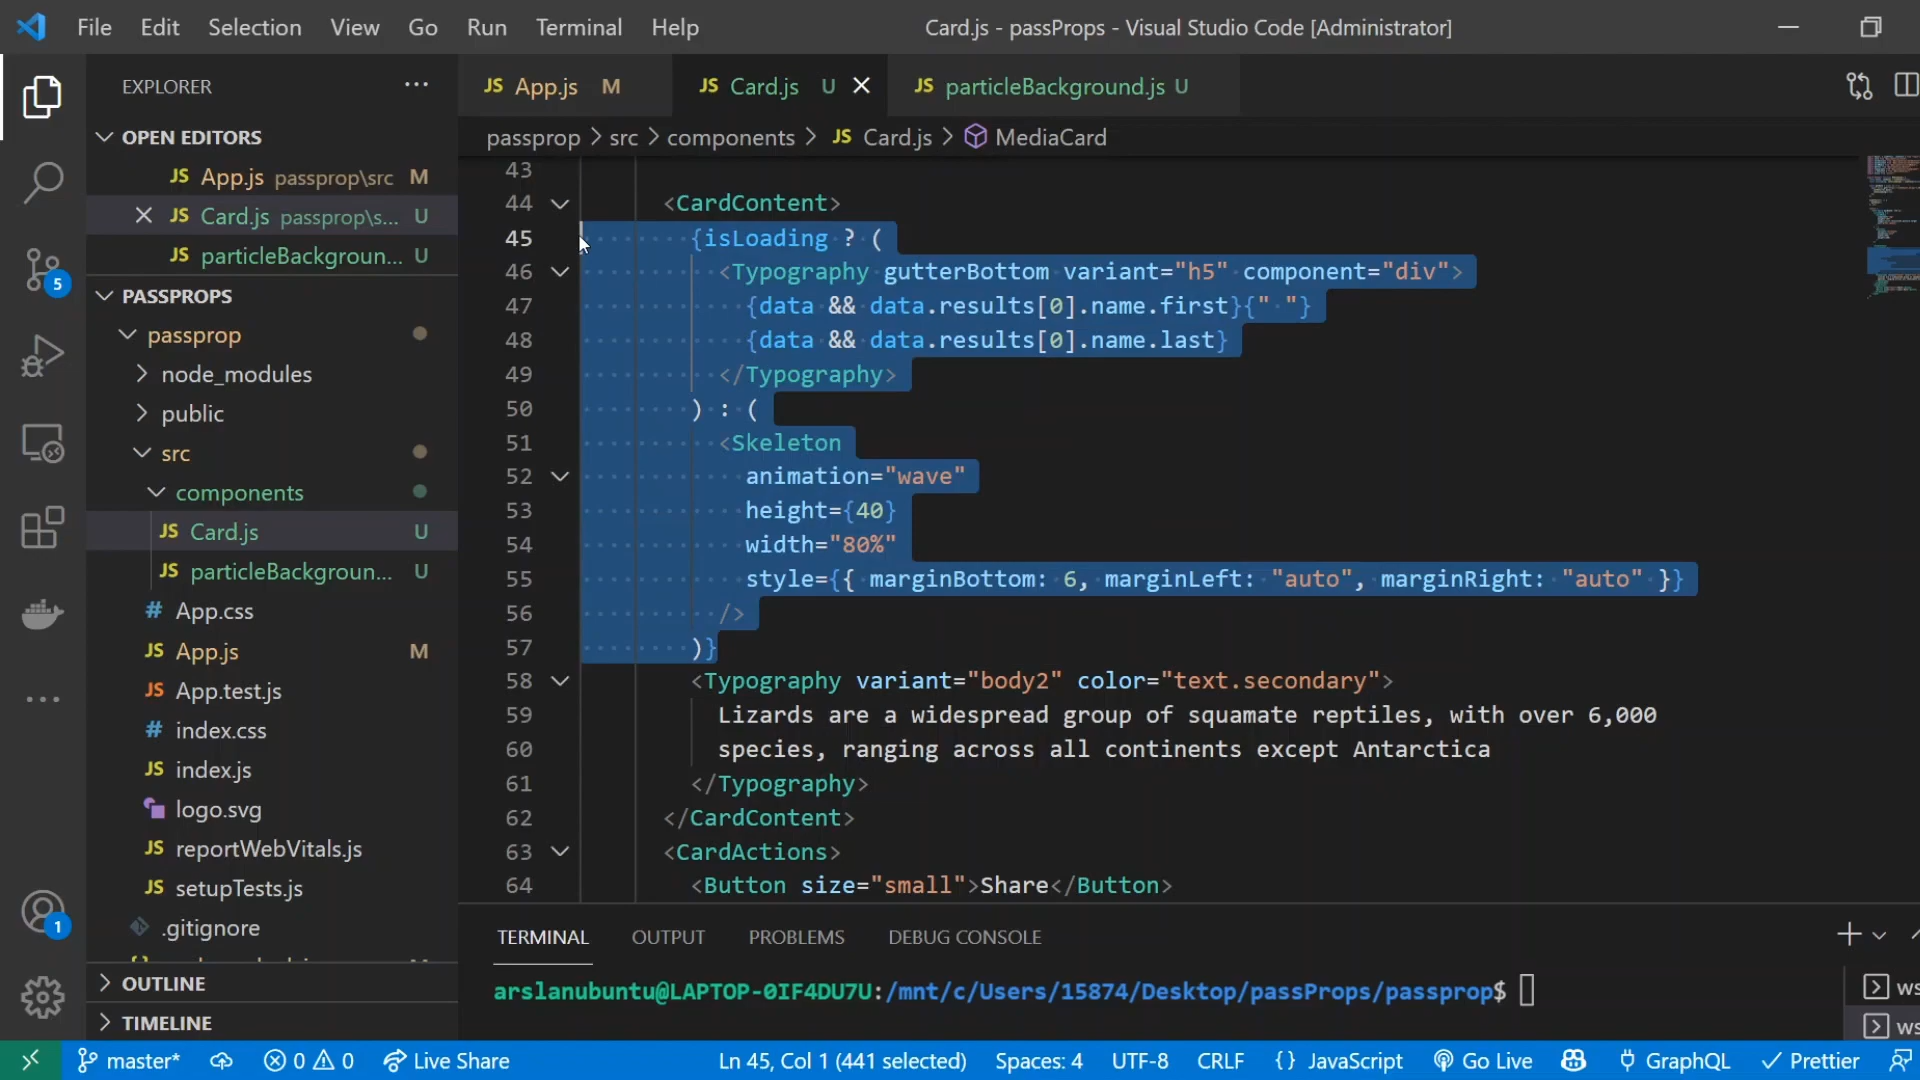 File Edit Selection View Go Run Terminal Help
Card.js - passProps - Visual Studio Code [Administrator]
EXPLORER
JS App.js M
JS Card.js U
JS particleBackground.js U
OPEN EDITORS
JS App.js passprop\src M
JS Card.js passprop\s... U
JS particleBackgroun... U
PASSPROPS
passprop
node_modules
public
src
components
JS Card.js U
JS particleBackgroun... U
# App.css
JS App.js M
JS App.test.js
# index.css
JS index.js
logo.svg
JS reportWebVitals.js
JS setupTests.js
.gitignore
OUTLINE
TIMELINE
5
1
passprop > src > components > JS Card.js > MediaCard
43
44 <CardContent>
45 {isLoading ? (
46 <Typography gutterBottom variant="h5" component="div">
47 {data && data.results[0].name.first}{" "}
48 {data && data.results[0].name.last}
49 </Typography>
50 ) : (
51 <Skeleton
52 animation="wave"
53 height={40}
54 width="80%"
55 style={{ marginBottom: 6, marginLeft: "auto", marginRight: "auto" }}
56 />
57 )}
58 <Typography variant="body2" color="text.secondary">
59 Lizards are a widespread group of squamate reptiles, with over 6,000
60 species, ranging across all continents except Antarctica
61 </Typography>
62 </CardContent>
63 <CardActions>
64 <Button size="small">Share</Button>
TERMINAL OUTPUT PROBLEMS DEBUG CONSOLE
arslanubuntu@LAPTOP-0IF4DU7U:/mnt/c/Users/15874/Desktop/passProps/passprop$
ws
ws
master* 0 0 Live Share Ln 45, Col 1 (441 selected) Spaces: 4 UTF-8 CRLF {} JavaScript Go Live GraphQL Prettier